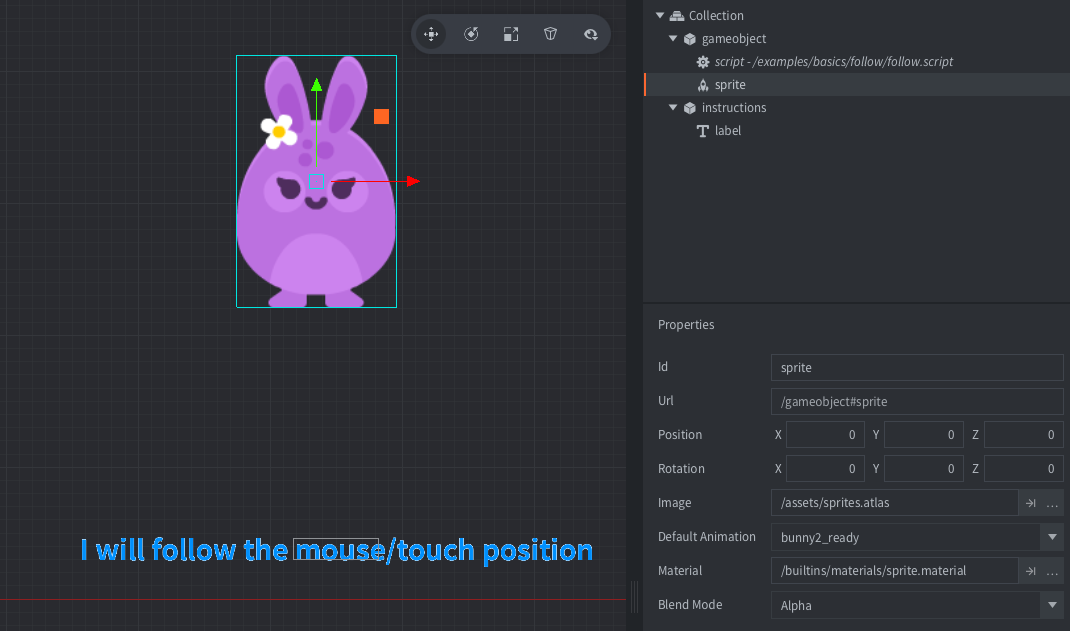 Collection
gameobject
script - /examples/basics/follow/follow.script
sprite
instructions
label
I will follow the mouse/touch position
Properties
Id sprite
Url /gameobject#sprite
Position X 0 Y 0 Z 0
Rotation X 0 Y 0 Z 0
Image /assets/sprites.atlas ...
Default Animation bunny2_ready
Material /builtins/materials/sprite.material ...
Blend Mode Alpha